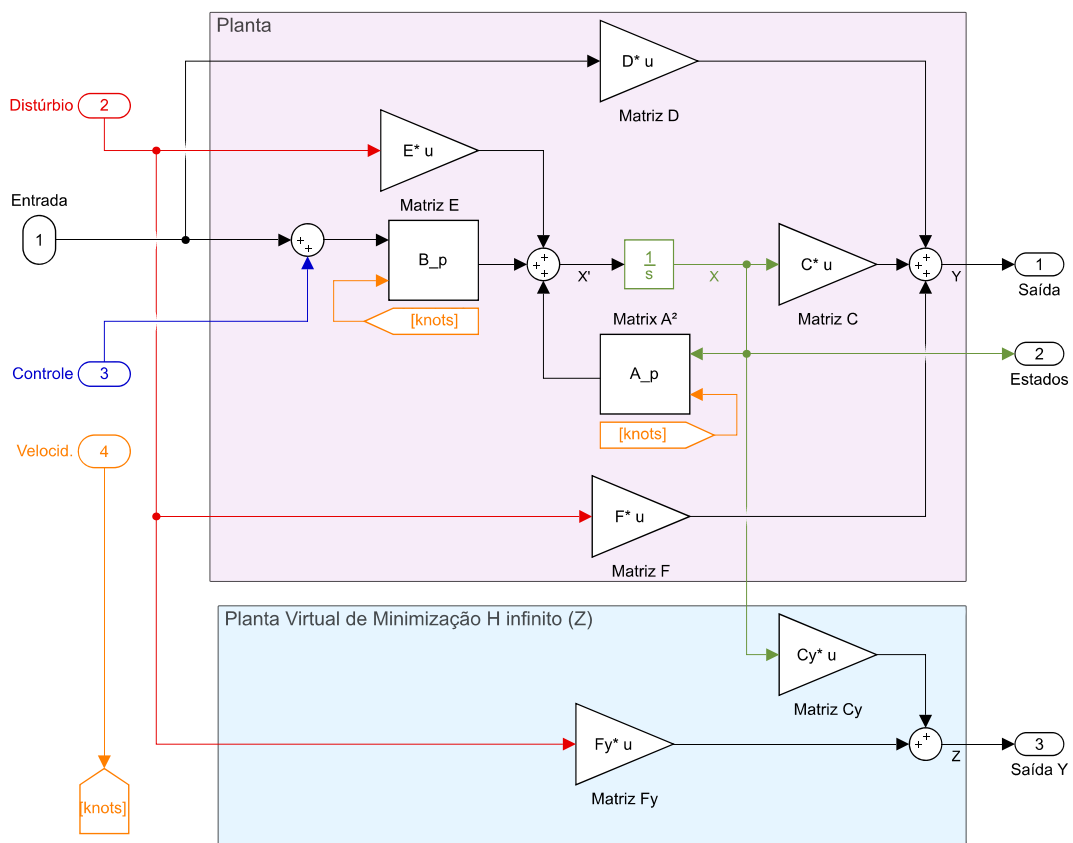 Planta
D* u
Matriz D
Distúrbio
2
E* u
Matriz E
Entrada
1
++
B_p
[knots]
+
+
+
X'
1
s
X
C* u
Matriz C
+
+
+
Y
1
Saída
Matrix A²
A_p
[knots]
2
Estados
Controle
3
Velocid.
4
F* u
Matriz F
Planta Virtual de Minimização H infinito (Z)
Cy* u
Matriz Cy
Fy* u
Matriz Fy
+
+
Z
3
Saída Y
[knots]